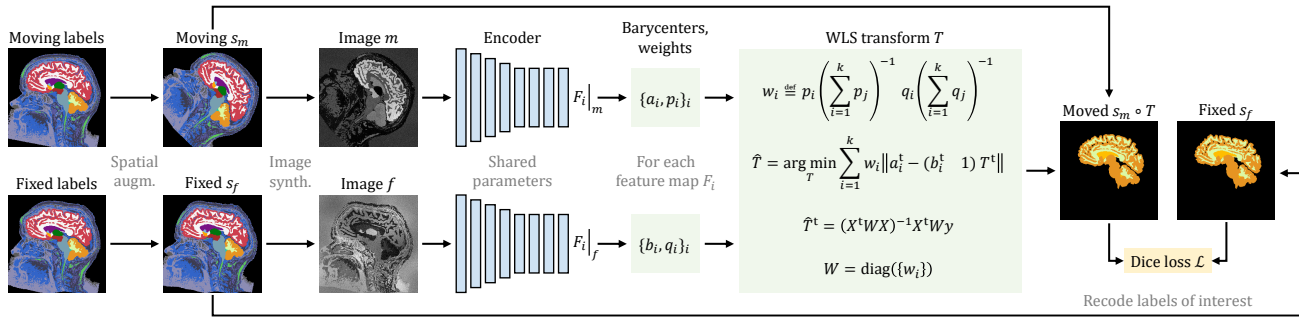 Moving labels
Moving s_m
Image m
Encoder
Barycenters,
weights
WLS transform T
F_i|_m
{a_i, p_i}_i
w_i ≝ p_i (∑_{i=1}^{k} p_j)^{-1} q_i (∑_{i=1}^{k} q_j)^{-1}
Moved s_m ∘ T
Fixed s_f
Spatial
augm.
Image
synth.
Shared
parameters
For each
feature map F_i
T̂ = arg min_T ∑_{i=1}^{k} w_i ‖a_i^t − (b_i^t 1) T^t‖
Fixed labels
Fixed s_f
Image f
F_i|_f
{b_i, q_i}_i
T̂^t = (X^tWX)^{-1}X^tWy
W = diag({w_i})
Dice loss ℒ
Recode labels of interest